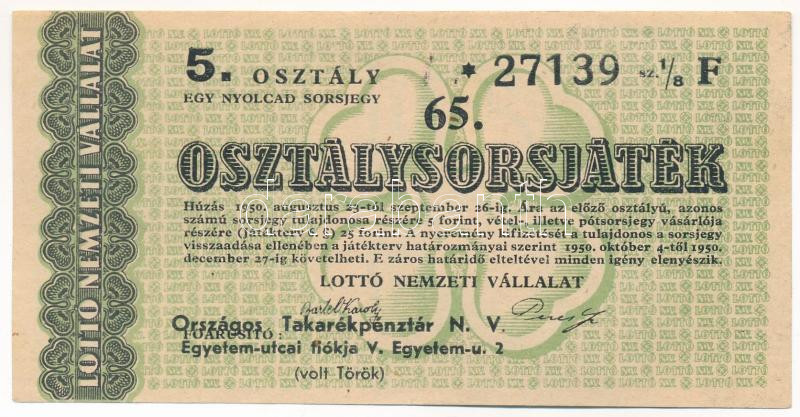 LOTTÓ NEMZETI VÁLLALAT
5. OSZTÁLY * 27139 SZ. 1/8 F
EGY NYOLCAD SORSJEGY
65.
OSZTÁLYSORSJÁTÉK
Húzás 1950. augusztus 23-tól szeptember 26-ig. Ára az előző osztályú, azonos
számú sorsjegy tulajdonosa részére 5 forint, vétel-, illetve pótsorsjegy vásárlója
részére (játékterv c.) 25 forint. A nyeremény kifizetését a tulajdonos a sorsjegy
visszaadása ellenében a játékterv határozmányai szerint 1950. október 4-től 1950.
december 27-ig követelheti. E záros határidő elteltével minden igény elenyészik.
LOTTÓ NEMZETI VÁLLALAT
Bartel Károly
ÁRUSÍTÓ:
Országos Takarékpénztár N. V.
Egyetem-utcai fiókja V. Egyetem-u. 2
(volt Török)